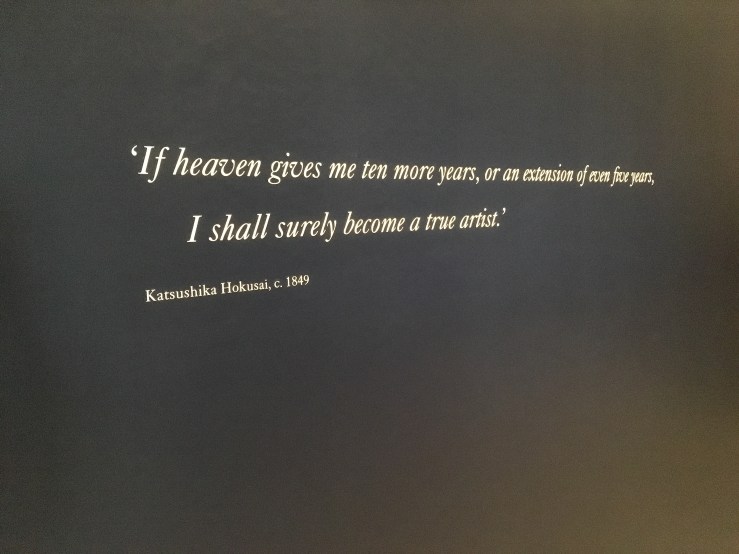 ‘If heaven gives me ten more years, or an extension of even five years,
I shall surely become a true artist.’
Katsushika Hokusai, c. 1849